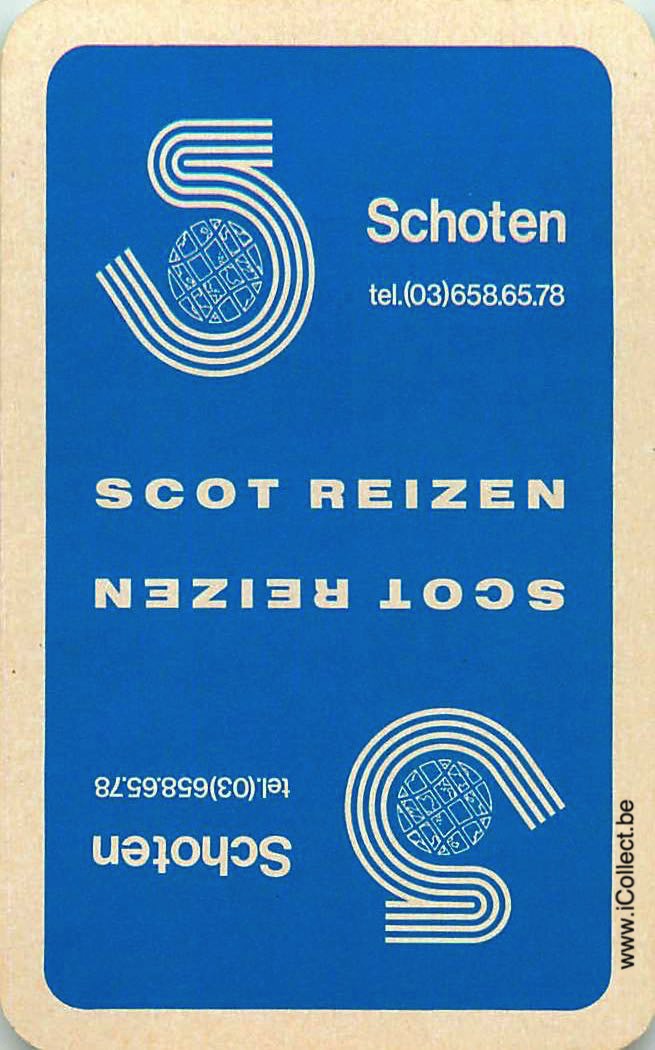 Schoten
tel.(03)658.65.78
SCOT REIZEN
SCOT REIZEN
tel.(03)658.65.78
Schoten
www.iCollect.be